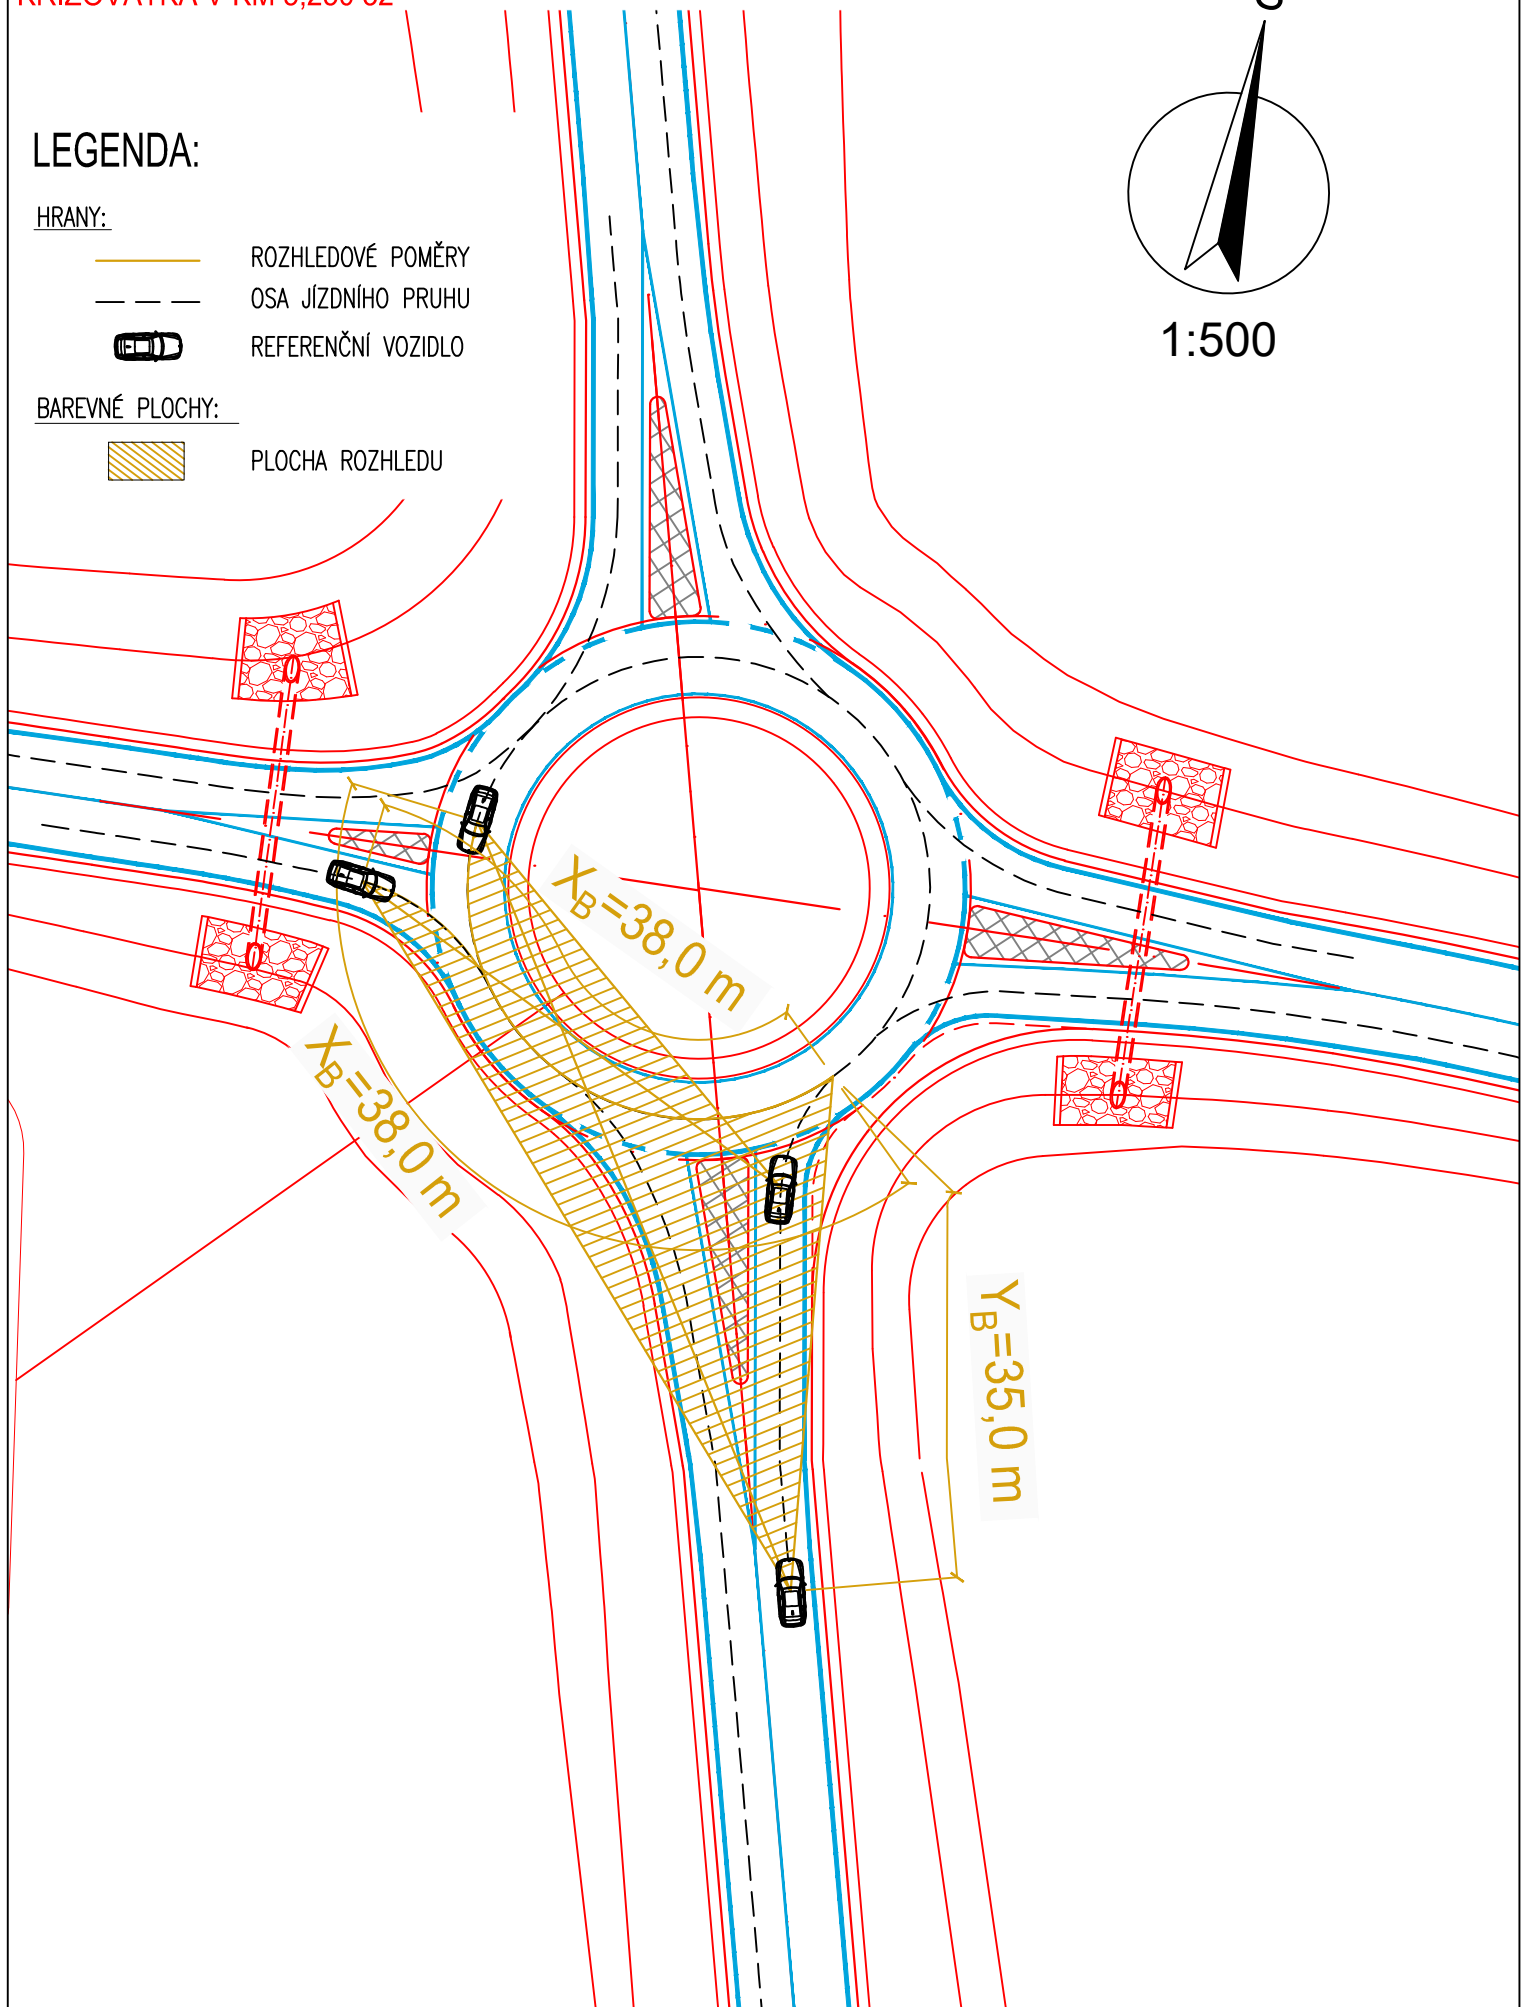 LEGENDA:
HRANY:
ROZHLEDOVÉ POMĚRY
OSA JÍZDNÍHO PRUHU
REFERENČNÍ VOZIDLO
BAREVNÉ PLOCHY:
PLOCHA ROZHLEDU
1:500
XB=38,0 m
XB=38,0 m
YB=35,0 m